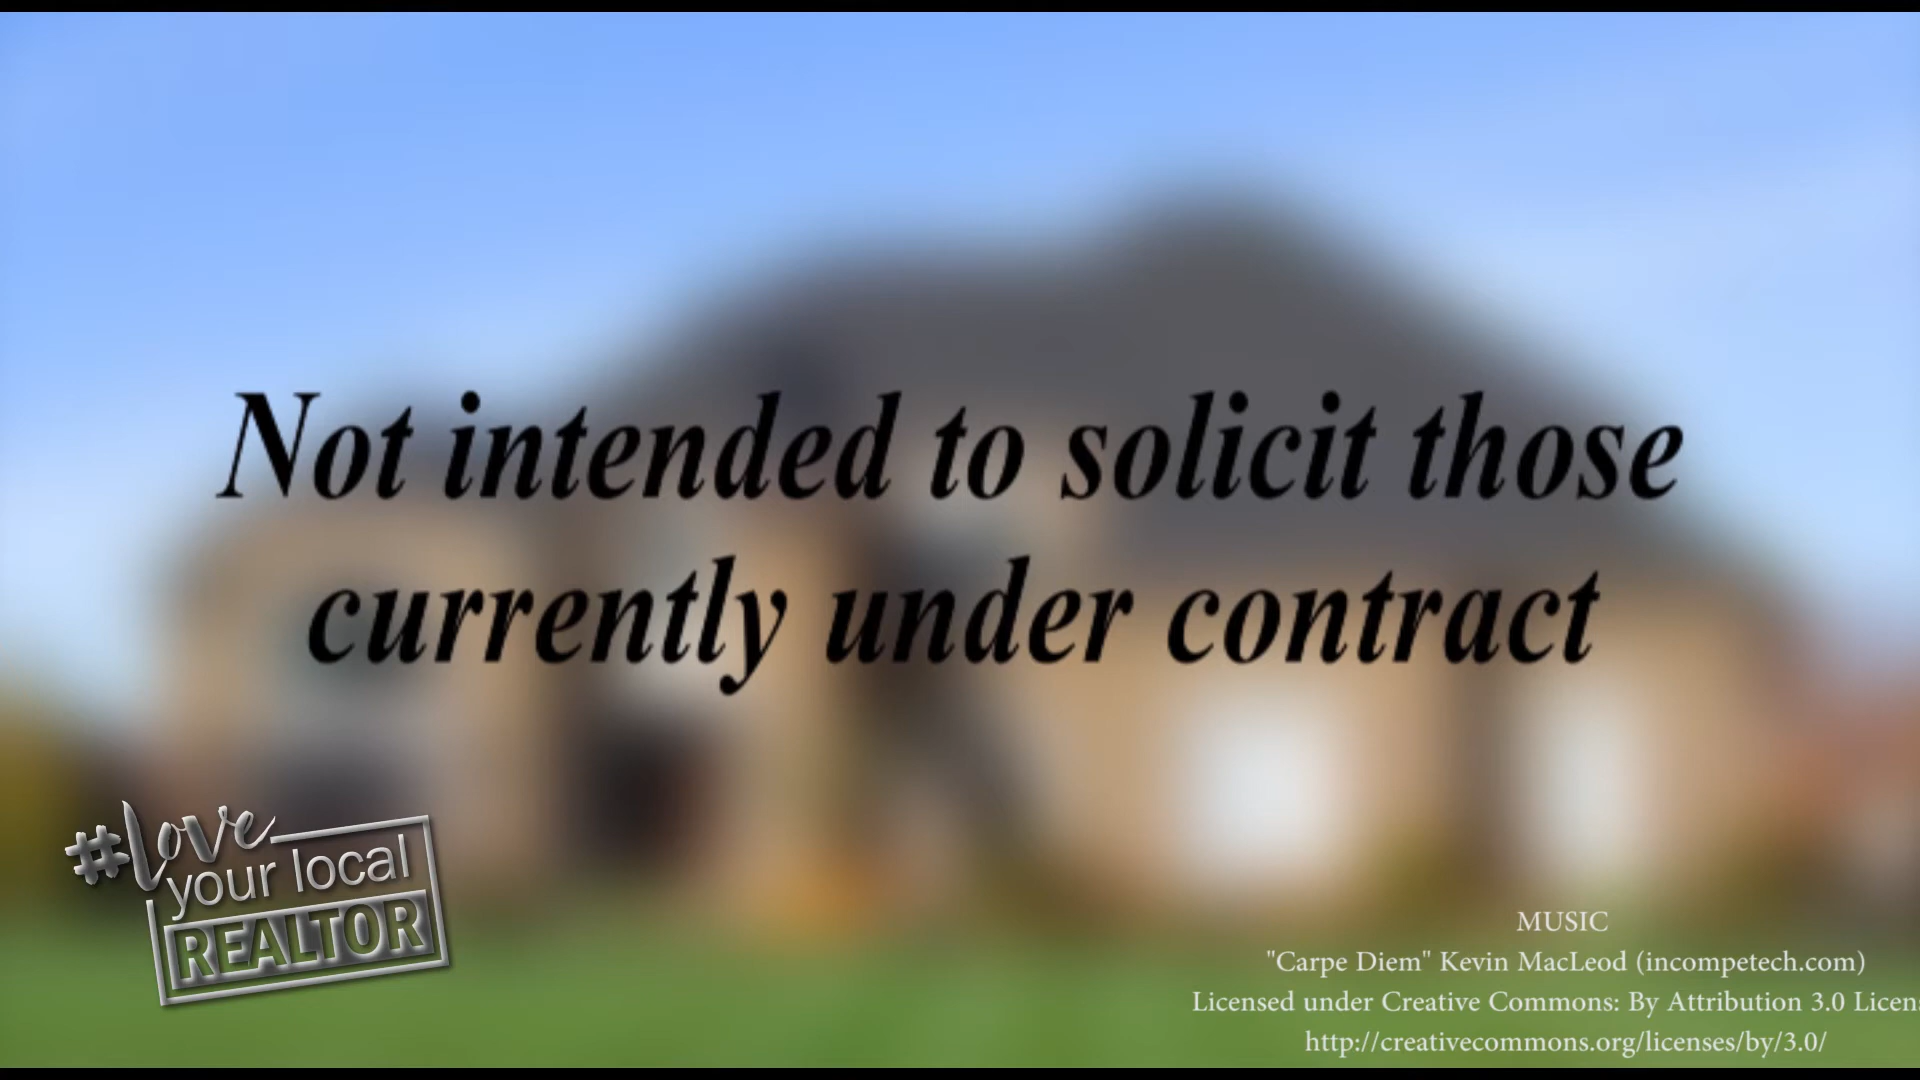 Not intended to solicit those
currently under contract
#love
your local
REALTOR
MUSIC
"Carpe Diem" Kevin MacLeod (incompetech.com)
Licensed under Creative Commons: By Attribution 3.0 Licen
http://creativecommons.org/licenses/by/3.0/